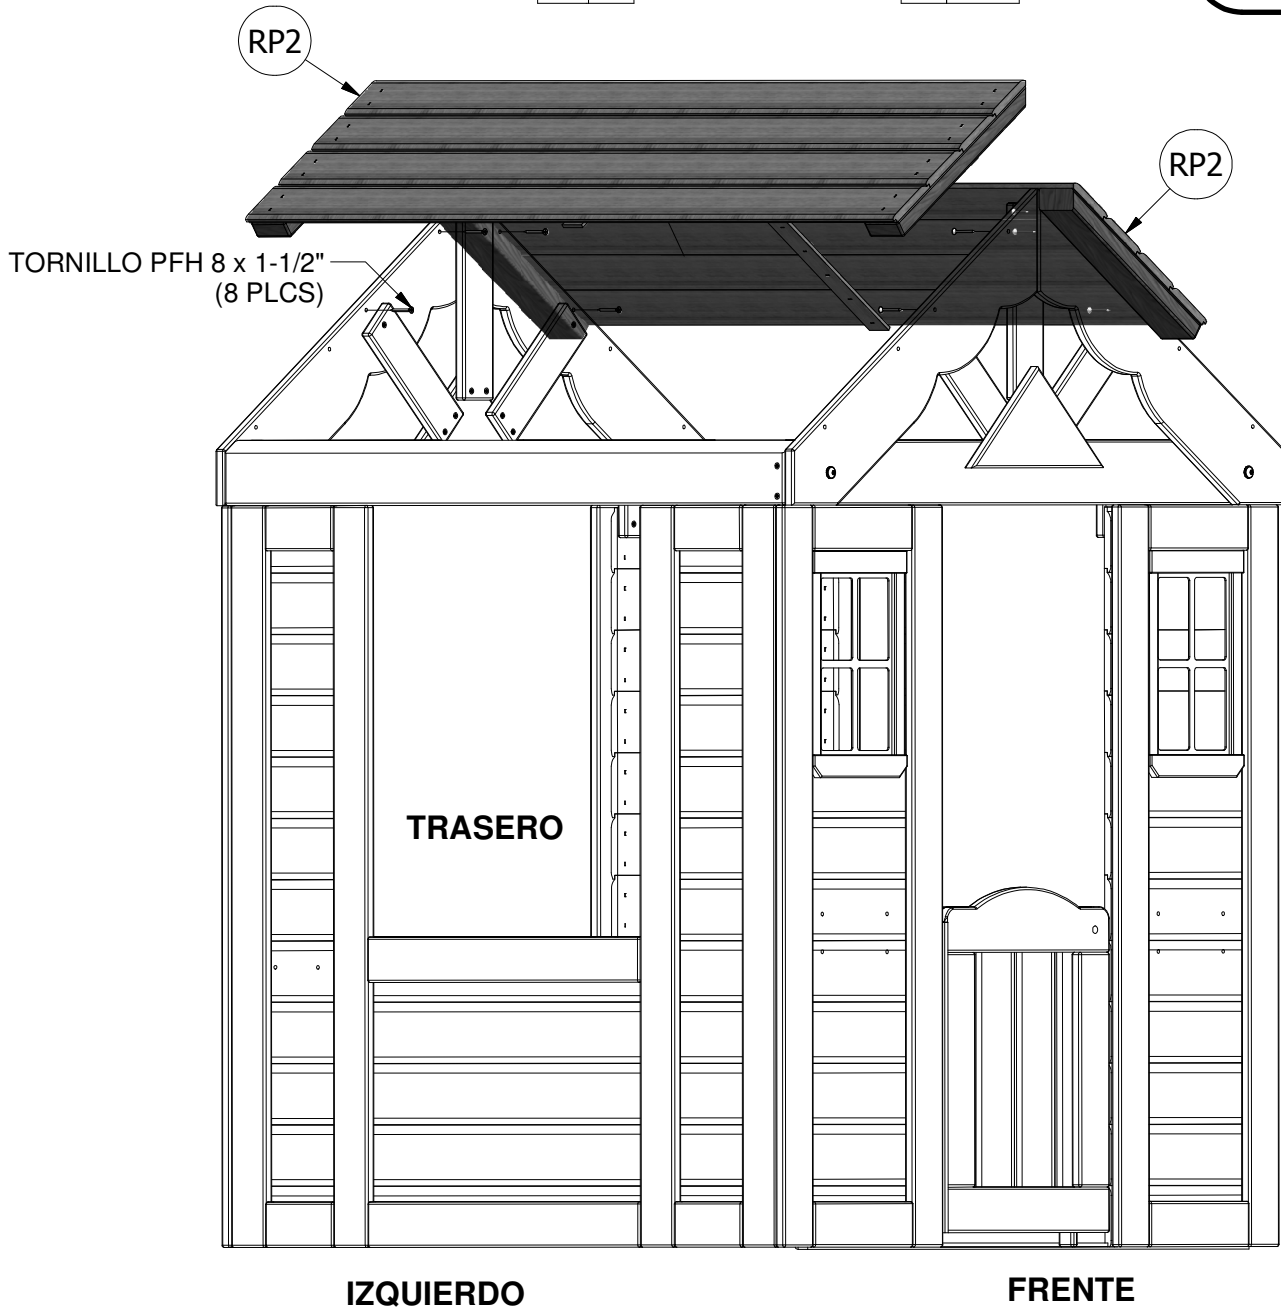 RP2
RP2
TORNILLO PFH 8 x 1-1/2"
(8 PLCS)
TRASERO
IZQUIERDO
FRENTE